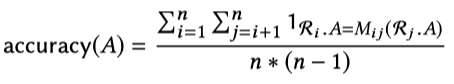 accuracy(A) = \frac{\sum_{i=1}^{n} \sum_{j=i+1}^{n} 1_{\mathcal{R}_i.A=M_{ij}(\mathcal{R}_j.A)}}{n * (n - 1)}